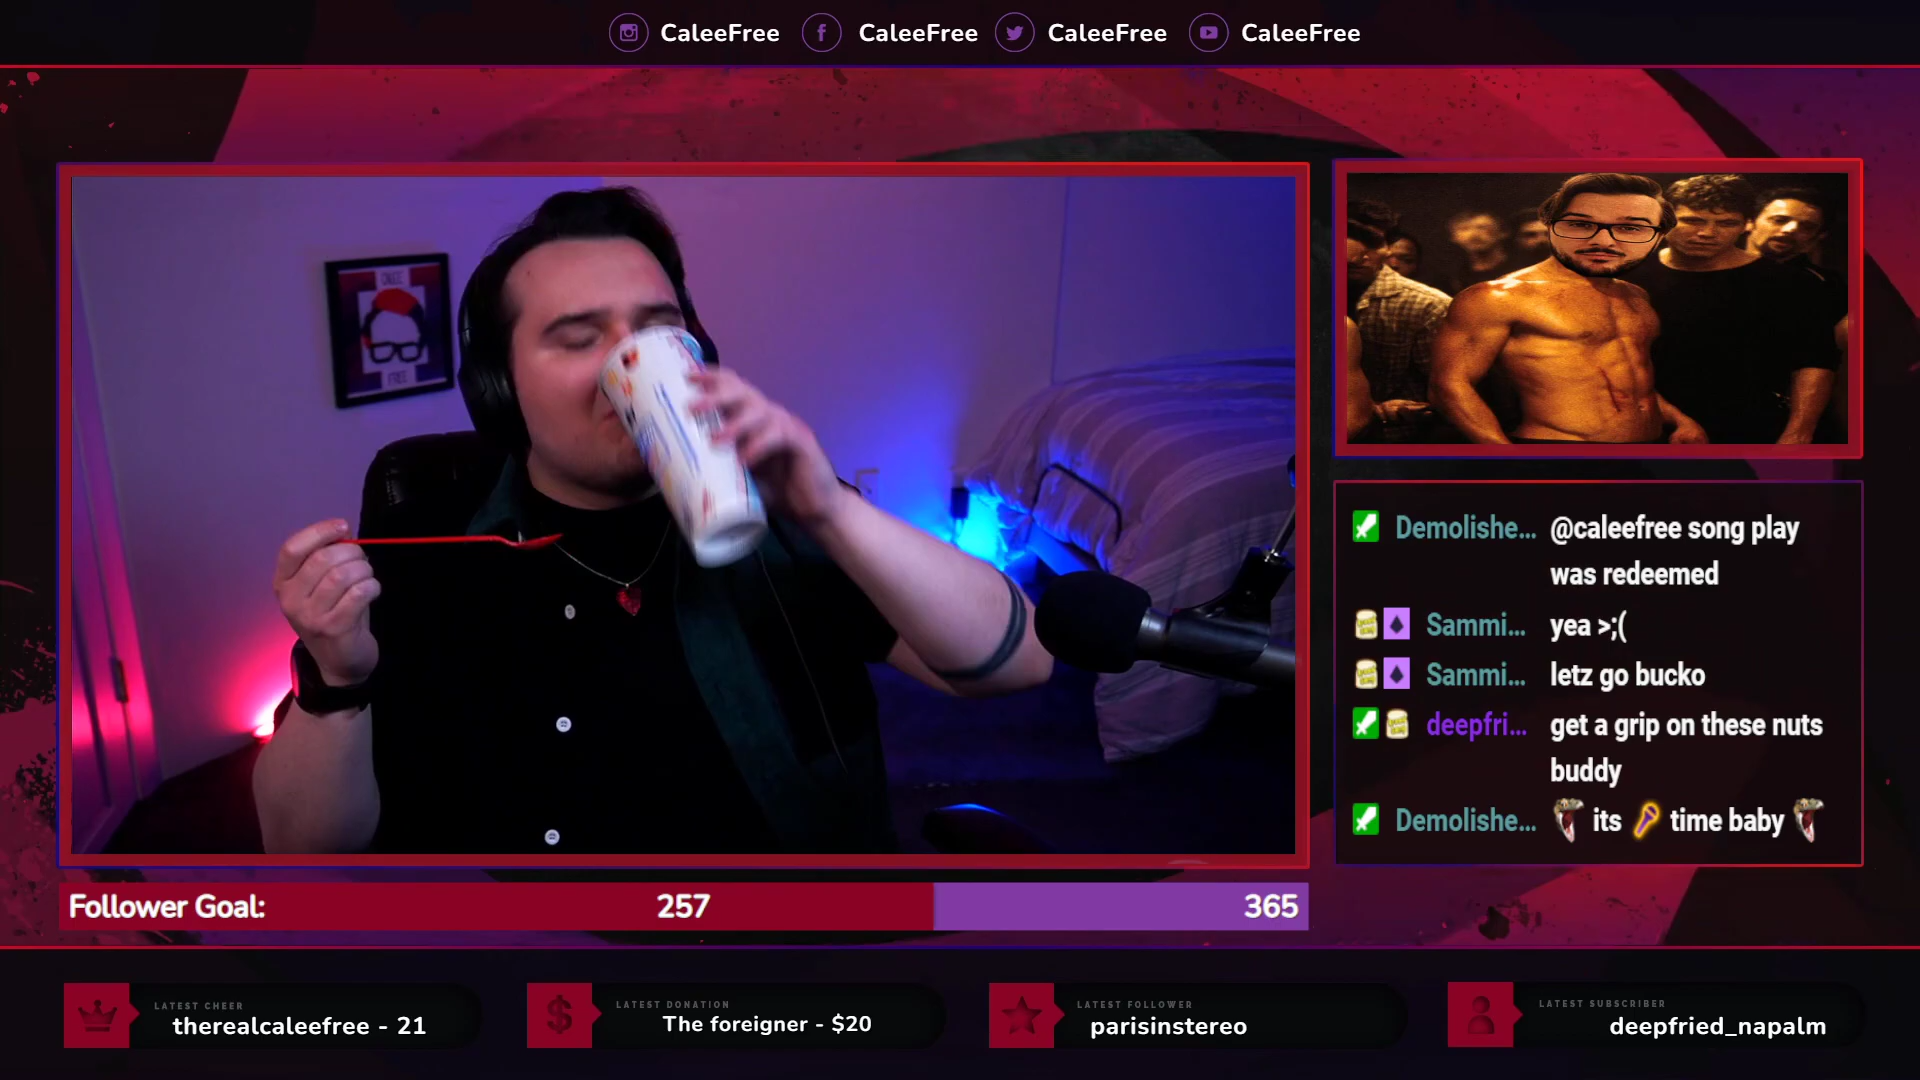 CaleeFree CaleeFree CaleeFree CaleeFree
CALEE
FREE
Demolishe... @caleefree song play
was redeemed
Sammi... yea >;(
Sammi... letz go bucko
deepfri... get a grip on these nuts
buddy
Demolishe... its time baby
Follower Goal: 257 365
LATEST CHEER
therealcaleefree - 21
LATEST DONATION
The foreigner - $20
LATEST FOLLOWER
parisinstereo
LATEST SUBSCRIBER
deepfried_napalm